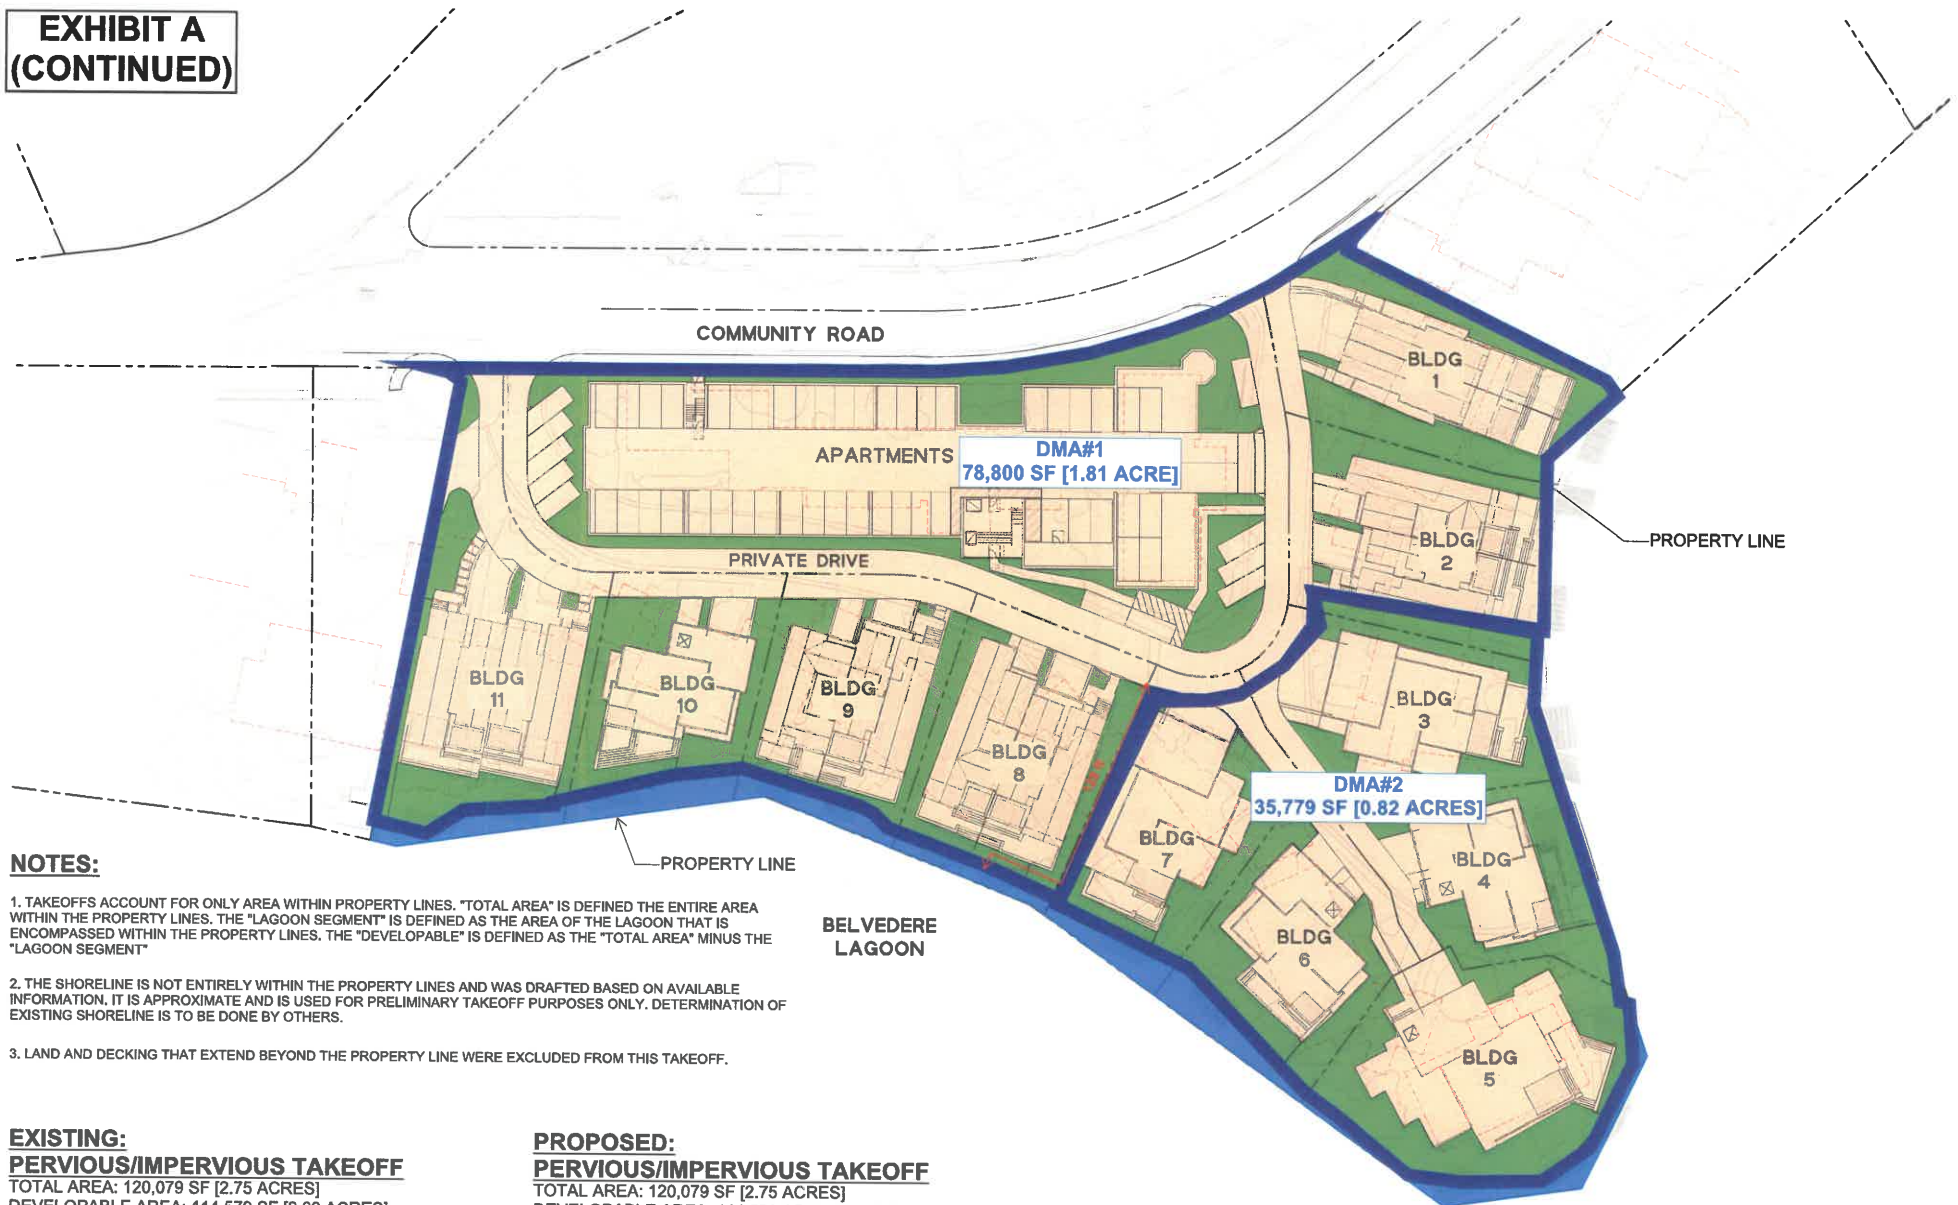 EXHIBIT A
(CONTINUED)
COMMUNITY ROAD
BLDG
1
APARTMENTS
DMA#1
78,800 SF [1.81 ACRE]
BLDG
2
PROPERTY LINE
PRIVATE DRIVE
BLDG
11
BLDG
10
BLDG
9
BLDG
8
BLDG
3
DMA#2
35,779 SF [0.82 ACRES]
BLDG
7
BLDG
4
BLDG
6
BLDG
5
PROPERTY LINE
BELVEDERE
LAGOON
NOTES:
1. TAKEOFFS ACCOUNT FOR ONLY AREA WITHIN PROPERTY LINES. "TOTAL AREA" IS DEFINED THE ENTIRE AREA
WITHIN THE PROPERTY LINES. THE "LAGOON SEGMENT" IS DEFINED AS THE AREA OF THE LAGOON THAT IS
ENCOMPASSED WITHIN THE PROPERTY LINES. THE "DEVELOPABLE" IS DEFINED AS THE "TOTAL AREA" MINUS THE
"LAGOON SEGMENT"
2. THE SHORELINE IS NOT ENTIRELY WITHIN THE PROPERTY LINES AND WAS DRAFTED BASED ON AVAILABLE
INFORMATION. IT IS APPROXIMATE AND IS USED FOR PRELIMINARY TAKEOFF PURPOSES ONLY. DETERMINATION OF
EXISTING SHORELINE IS TO BE DONE BY OTHERS.
3. LAND AND DECKING THAT EXTEND BEYOND THE PROPERTY LINE WERE EXCLUDED FROM THIS TAKEOFF.
EXISTING:
PERVIOUS/IMPERVIOUS TAKEOFF
TOTAL AREA: 120,079 SF [2.75 ACRES]
PROPOSED:
PERVIOUS/IMPERVIOUS TAKEOFF
TOTAL AREA: 120,079 SF [2.75 ACRES]